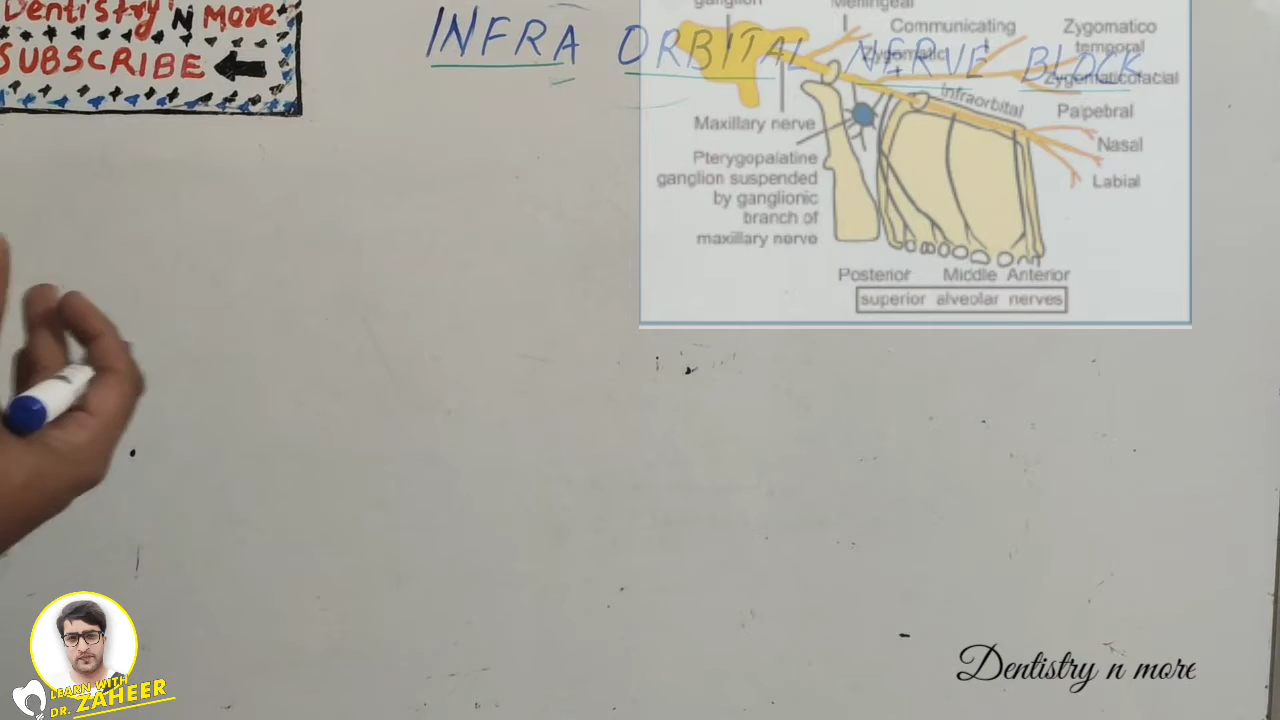 Dentistry 'N More
SUBSCRIBE
INFRA ORBITAL NERVE BLOCK
ganglion
Meningeal
Communicating
Zygomatico
temporal
Zygomatic
Zygomaticofacial
Infraorbital
Palpebral
Maxillary nerve
Nasal
Pterygopalatine
ganglion suspended
by ganglionic
branch of
maxillary nerve
Labial
Posterior Middle Anterior
superior alveolar nerves
LEARN WITH
DR. ZAHEER
Dentistry n more